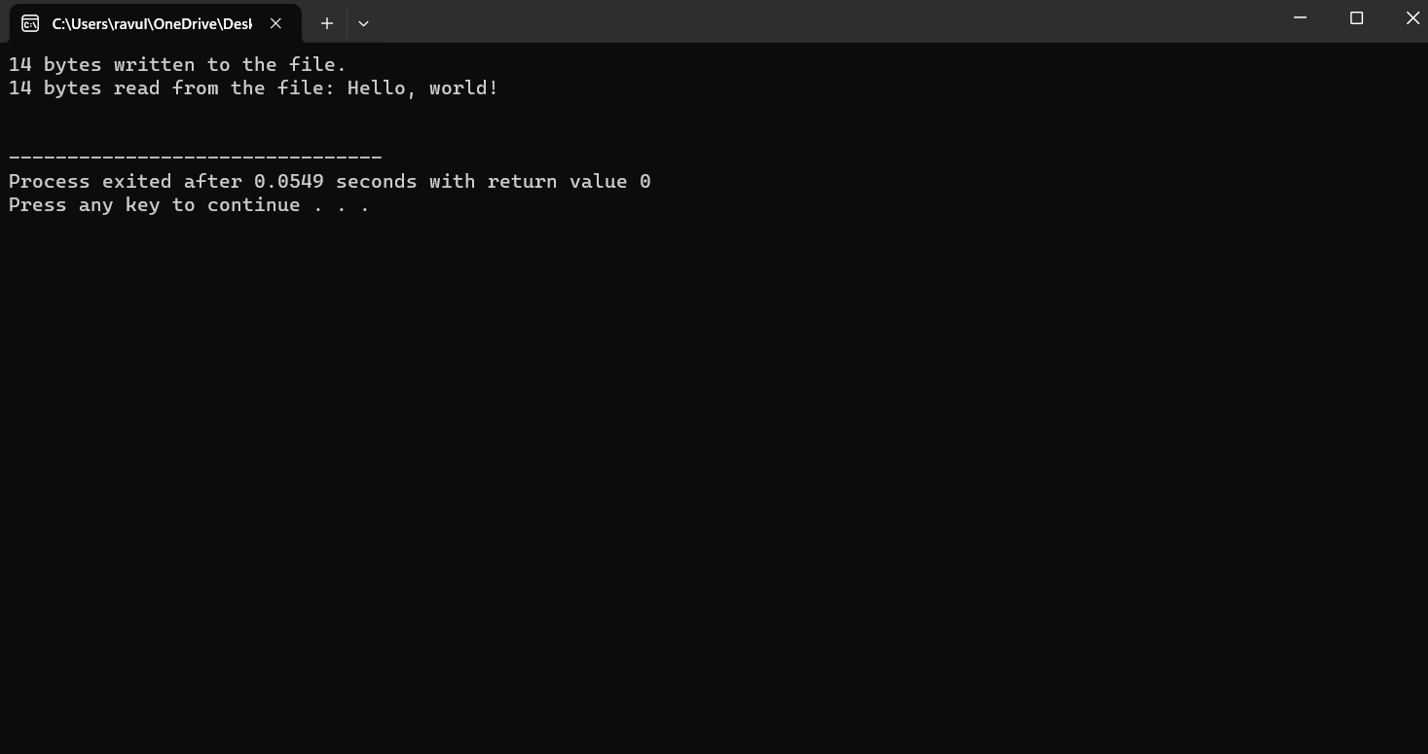 C:\Users\ravul\OneDrive\Desk
14 bytes written to the file.
14 bytes read from the file: Hello, world!
--------------------------------
Process exited after 0.0549 seconds with return value 0
Press any key to continue . . .